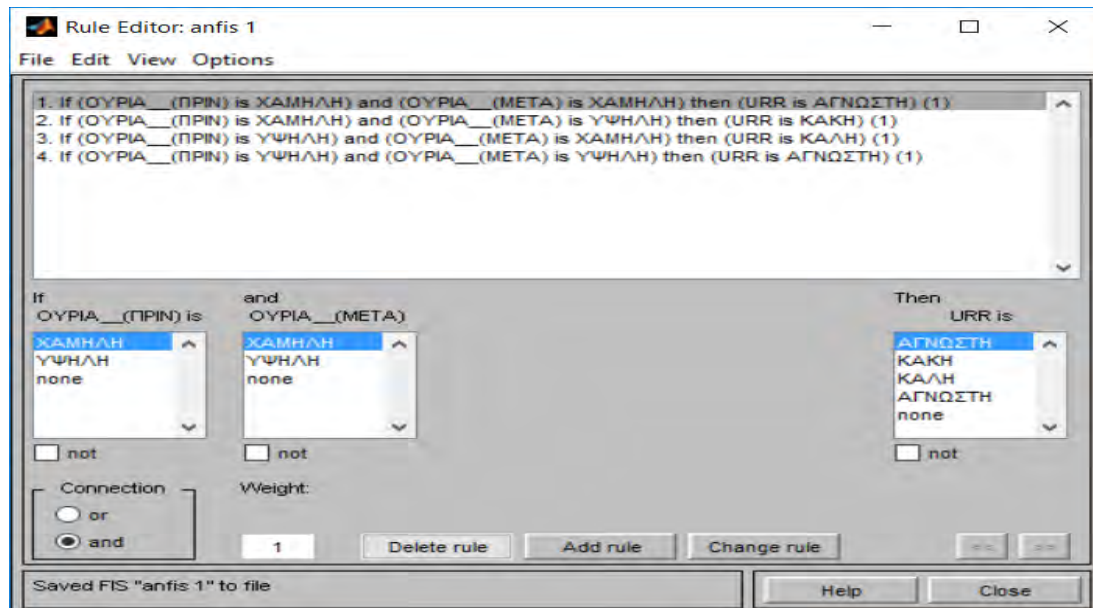 Rule Editor: anfis 1
File Edit View Options
1. If (ΟΥΡΙΑ__(ΠΡΙΝ) is ΧΑΜΗΛΗ) and (ΟΥΡΙΑ__(ΜΕΤΑ) is ΧΑΜΗΛΗ) then (URR is ΑΓΝΩΣΤΗ) (1)
2. If (ΟΥΡΙΑ__(ΠΡΙΝ) is ΧΑΜΗΛΗ) and (ΟΥΡΙΑ__(ΜΕΤΑ) is ΥΨΗΛΗ) then (URR is ΚΑΚΗ) (1)
3. If (ΟΥΡΙΑ__(ΠΡΙΝ) is ΥΨΗΛΗ) and (ΟΥΡΙΑ__(ΜΕΤΑ) is ΧΑΜΗΛΗ) then (URR is ΚΑΛΗ) (1)
4. If (ΟΥΡΙΑ__(ΠΡΙΝ) is ΥΨΗΛΗ) and (ΟΥΡΙΑ__(ΜΕΤΑ) is ΥΨΗΛΗ) then (URR is ΑΓΝΩΣΤΗ) (1)
If and Then
ΟΥΡΙΑ__(ΠΡΙΝ) is ΟΥΡΙΑ__(ΜΕΤΑ) URR is
ΧΑΜΗΛΗ ΧΑΜΗΛΗ ΑΓΝΩΣΤΗ
ΥΨΗΛΗ ΥΨΗΛΗ ΚΑΚΗ
none none ΚΑΛΗ
ΑΓΝΩΣΤΗ
none
not not not
Connection Weight:
or
and 1 Delete rule Add rule Change rule << >>
Saved FIS "anfis 1" to file Help Close